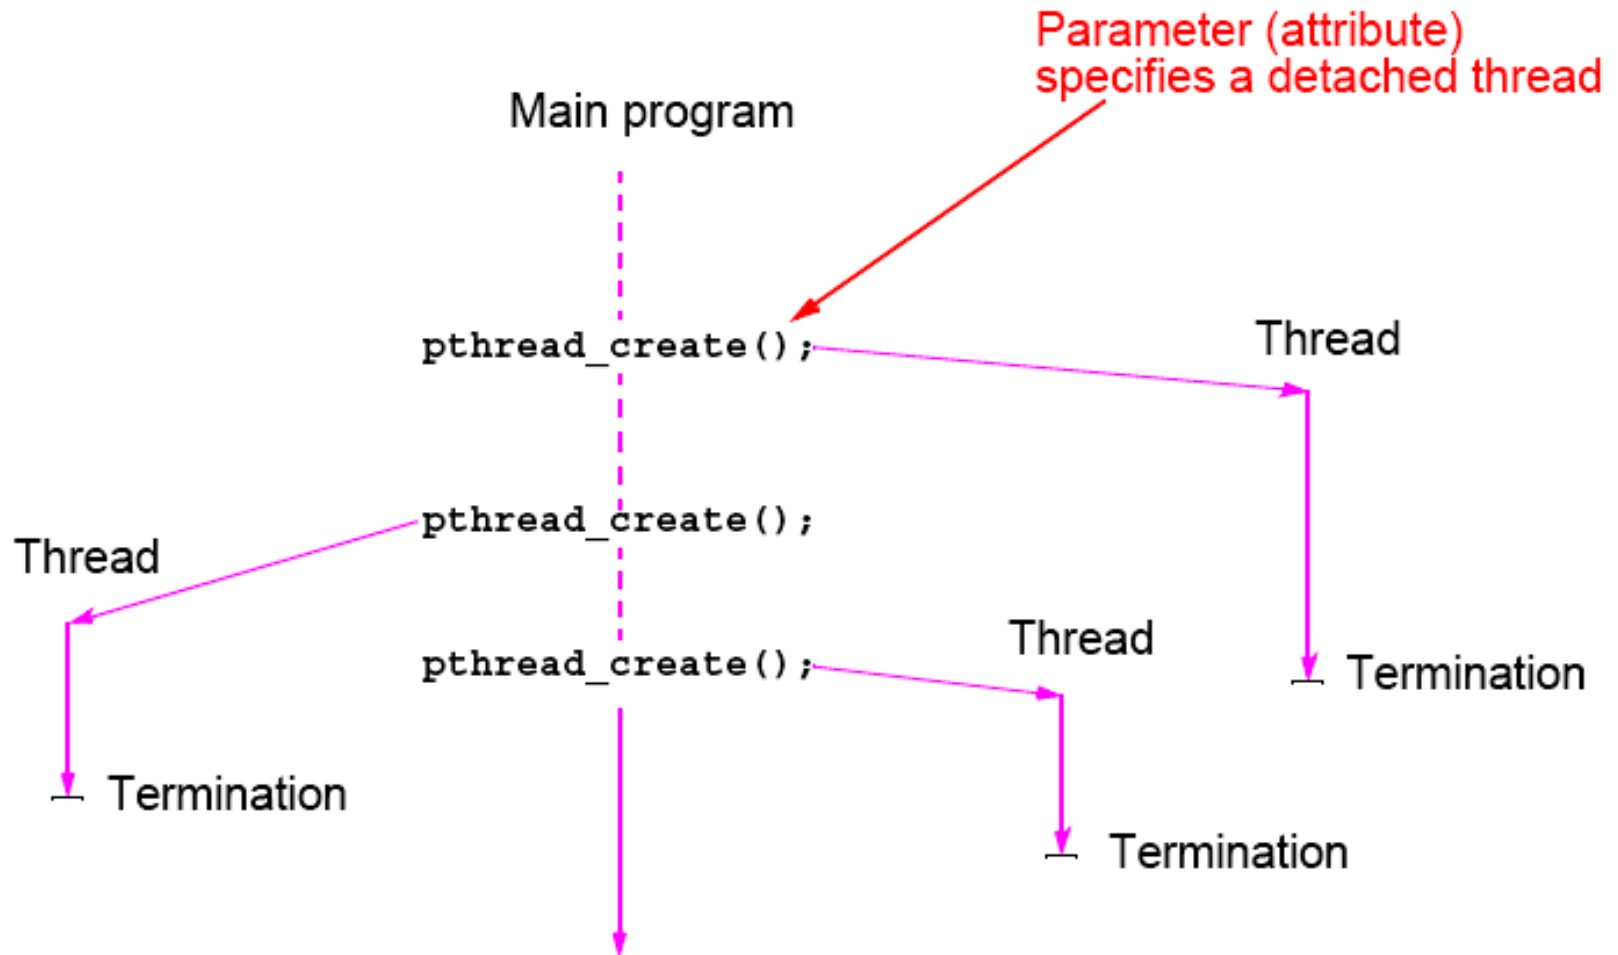 Parameter (attribute)
specifies a detached thread
Main program
pthread_create();
Thread
pthread_create();
Thread
pthread_create();
Thread
Termination
Termination
Termination